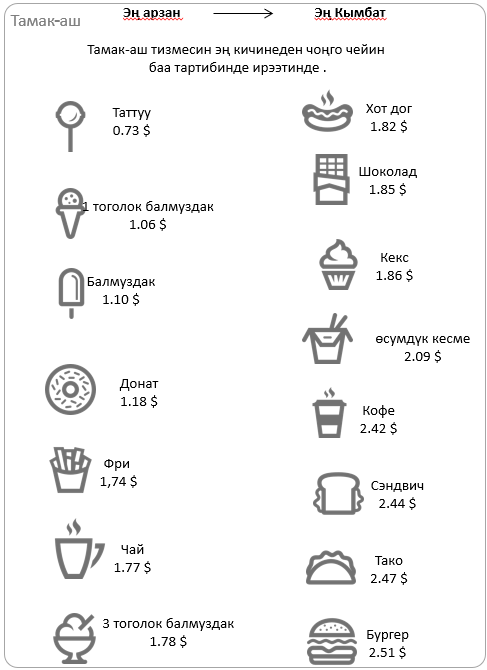 Тамак-аш
Эң арзан
Эң Кымбат
Тамак-аш тизмесин эң кичинеден чоңго чейин
баа тартибинде ирээтинде .
Таттуу
0.73 $
1 тоголок балмуздак
1.06 $
Балмуздак
1.10 $
Донат
1.18 $
Фри
1,74 $
Чай
1.77 $
3 тоголок балмуздак
1.78 $
Хот дог
1.82 $
Шоколад
1.85 $
Кекс
1.86 $
өсүмдүк кесме
2.09 $
Кофе
2.42 $
Сэндвич
2.44 $
Тако
2.47 $
Бургер
2.51 $